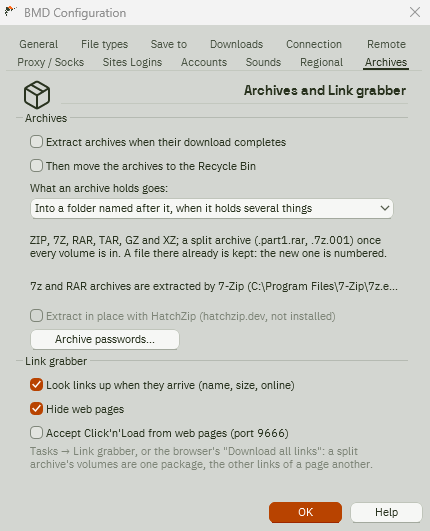 BMD Configuration
General File types Save to Downloads Connection Remote
Proxy / Socks Sites Logins Accounts Sounds Regional Archives
Archives and Link grabber
Archives
Extract archives when their download completes
Then move the archives to the Recycle Bin
What an archive holds goes:
Into a folder named after it, when it holds several things
ZIP, 7Z, RAR, TAR, GZ and XZ; a split archive (.part1.rar, .7z.001) once
every volume is in. A file there already is kept: the new one is numbered.
7z and RAR archives are extracted by 7-Zip (C:\Program Files\7-Zip\7z.e...
Extract in place with HatchZip (hatchzip.dev, not installed)
Archive passwords...
Link grabber
Look links up when they arrive (name, size, online)
Hide web pages
Accept Click'n'Load from web pages (port 9666)
Tasks → Link grabber, or the browser's "Download all links": a split
archive's volumes are one package, the other links of a page another.
OK Help